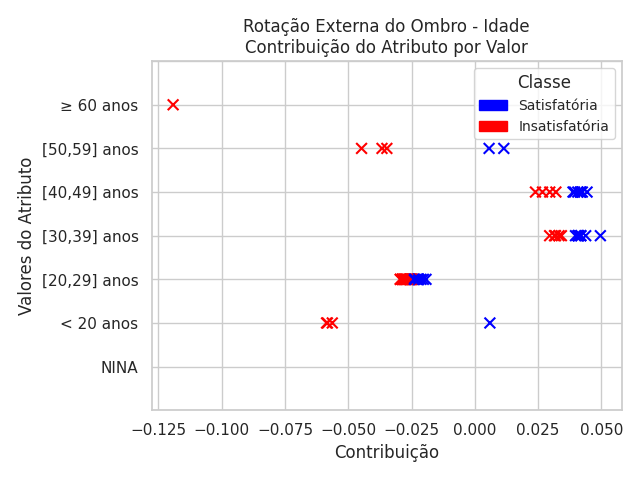 Rotação Externa do Ombro - Idade
Contribuição do Atributo por Valor
Classe
Satisfatória
Insatisfatória
Valores do Atributo
≥ 60 anos
[50,59] anos
[40,49] anos
[30,39] anos
[20,29] anos
< 20 anos
NINA
−0.125 −0.100 −0.075 −0.050 −0.025 0.000 0.025 0.050
Contribuição